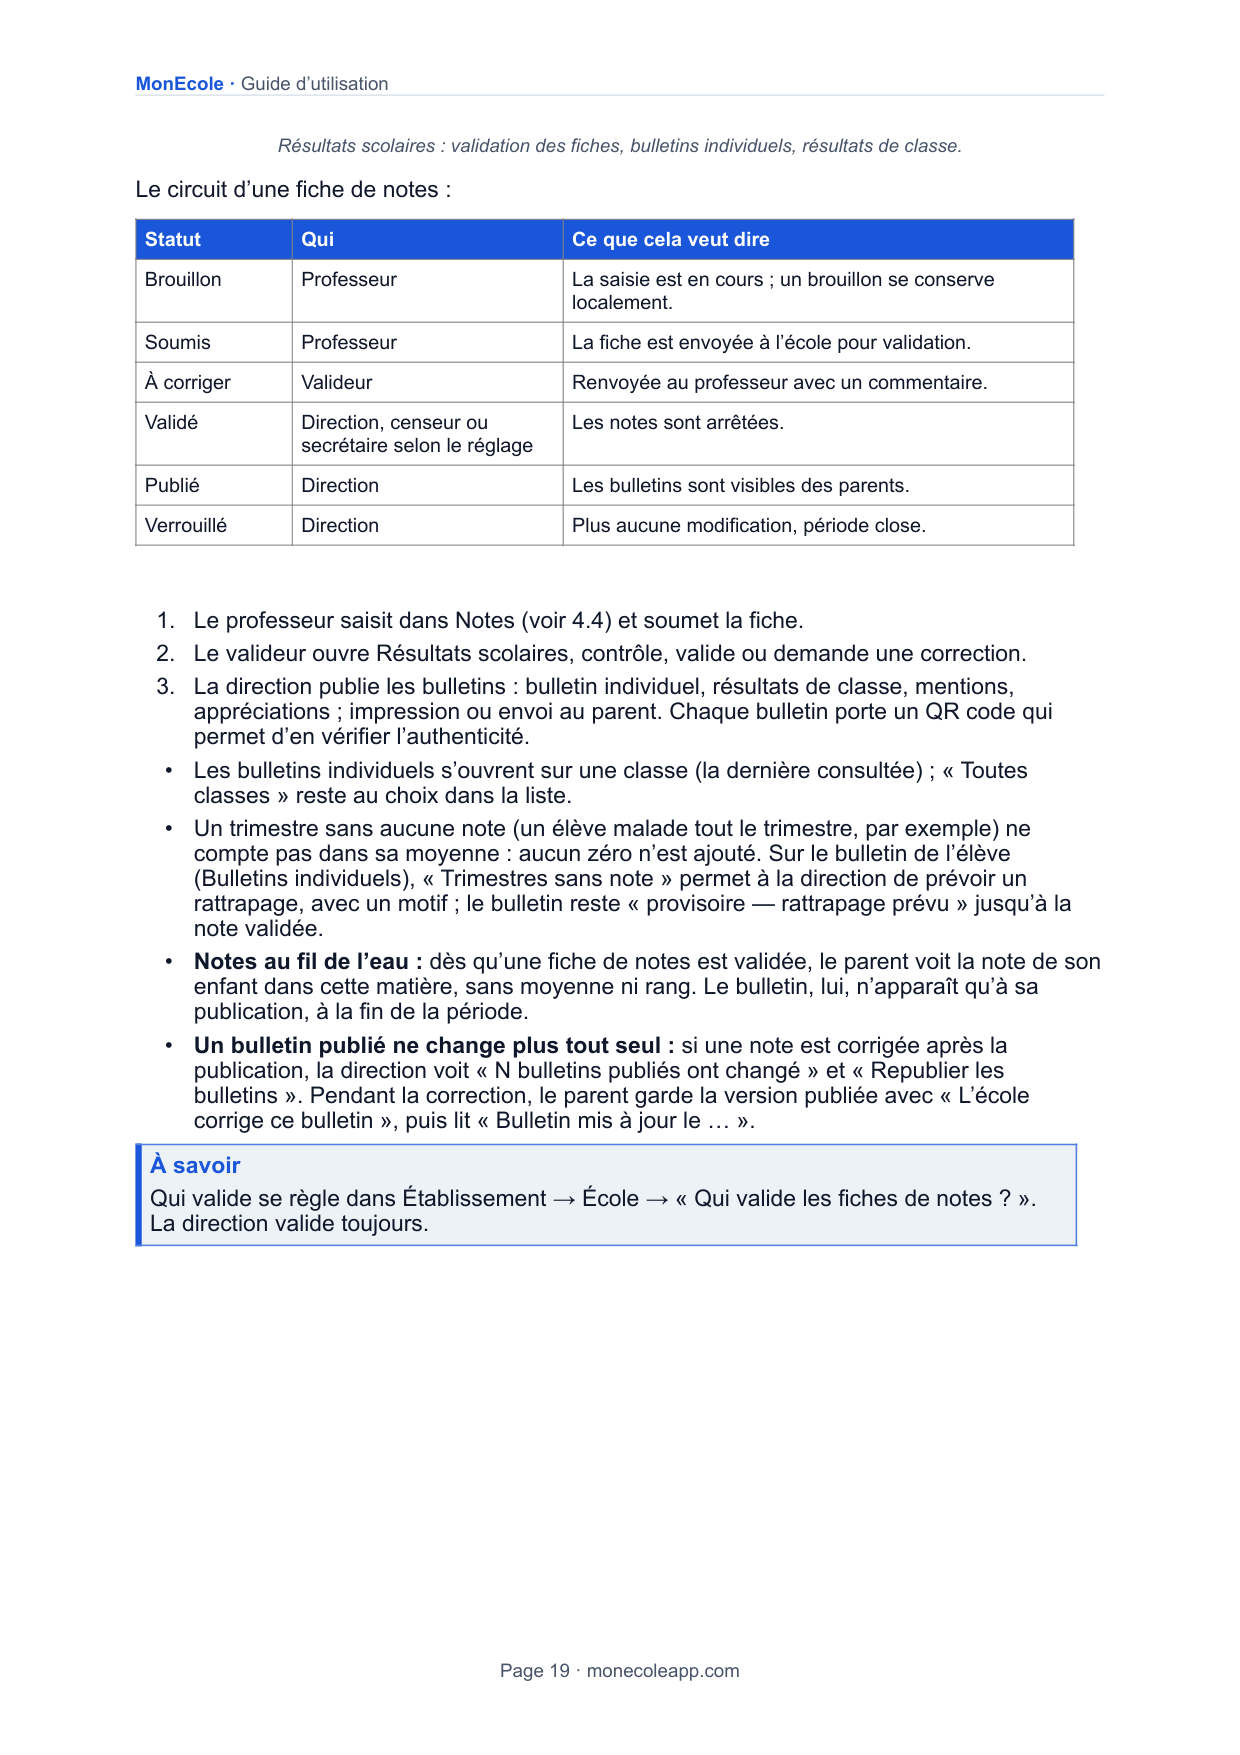 MonEcole · Guide d’utilisation
Résultats scolaires : validation des fiches, bulletins individuels, résultats de classe.
Le circuit d’une fiche de notes :
Statut Qui Ce que cela veut dire
Brouillon Professeur La saisie est en cours ; un brouillon se conserve
localement.
Soumis Professeur La fiche est envoyée à l’école pour validation.
À corriger Valideur Renvoyée au professeur avec un commentaire.
Validé Direction, censeur ou Les notes sont arrêtées.
secrétaire selon le réglage
Publié Direction Les bulletins sont visibles des parents.
Verrouillé Direction Plus aucune modification, période close.
1. Le professeur saisit dans Notes (voir 4.4) et soumet la fiche.
2. Le valideur ouvre Résultats scolaires, contrôle, valide ou demande une correction.
3. La direction publie les bulletins : bulletin individuel, résultats de classe, mentions,
appréciations ; impression ou envoi au parent. Chaque bulletin porte un QR code qui
permet d’en vérifier l’authenticité.
• Les bulletins individuels s’ouvrent sur une classe (la dernière consultée) ; « Toutes
classes » reste au choix dans la liste.
• Un trimestre sans aucune note (un élève malade tout le trimestre, par exemple) ne
compte pas dans sa moyenne : aucun zéro n’est ajouté. Sur le bulletin de l’élève
(Bulletins individuels), « Trimestres sans note » permet à la direction de prévoir un
rattrapage, avec un motif ; le bulletin reste « provisoire — rattrapage prévu » jusqu’à la
note validée.
• Notes au fil de l’eau : dès qu’une fiche de notes est validée, le parent voit la note de son
enfant dans cette matière, sans moyenne ni rang. Le bulletin, lui, n’apparaît qu’à sa
publication, à la fin de la période.
• Un bulletin publié ne change plus tout seul : si une note est corrigée après la
publication, la direction voit « N bulletins publiés ont changé » et « Republier les
bulletins ». Pendant la correction, le parent garde la version publiée avec « L’école
corrige ce bulletin », puis lit « Bulletin mis à jour le … ».
À savoir
Qui valide se règle dans Établissement → École → « Qui valide les fiches de notes ? ».
La direction valide toujours.
Page 19 · monecoleapp.com